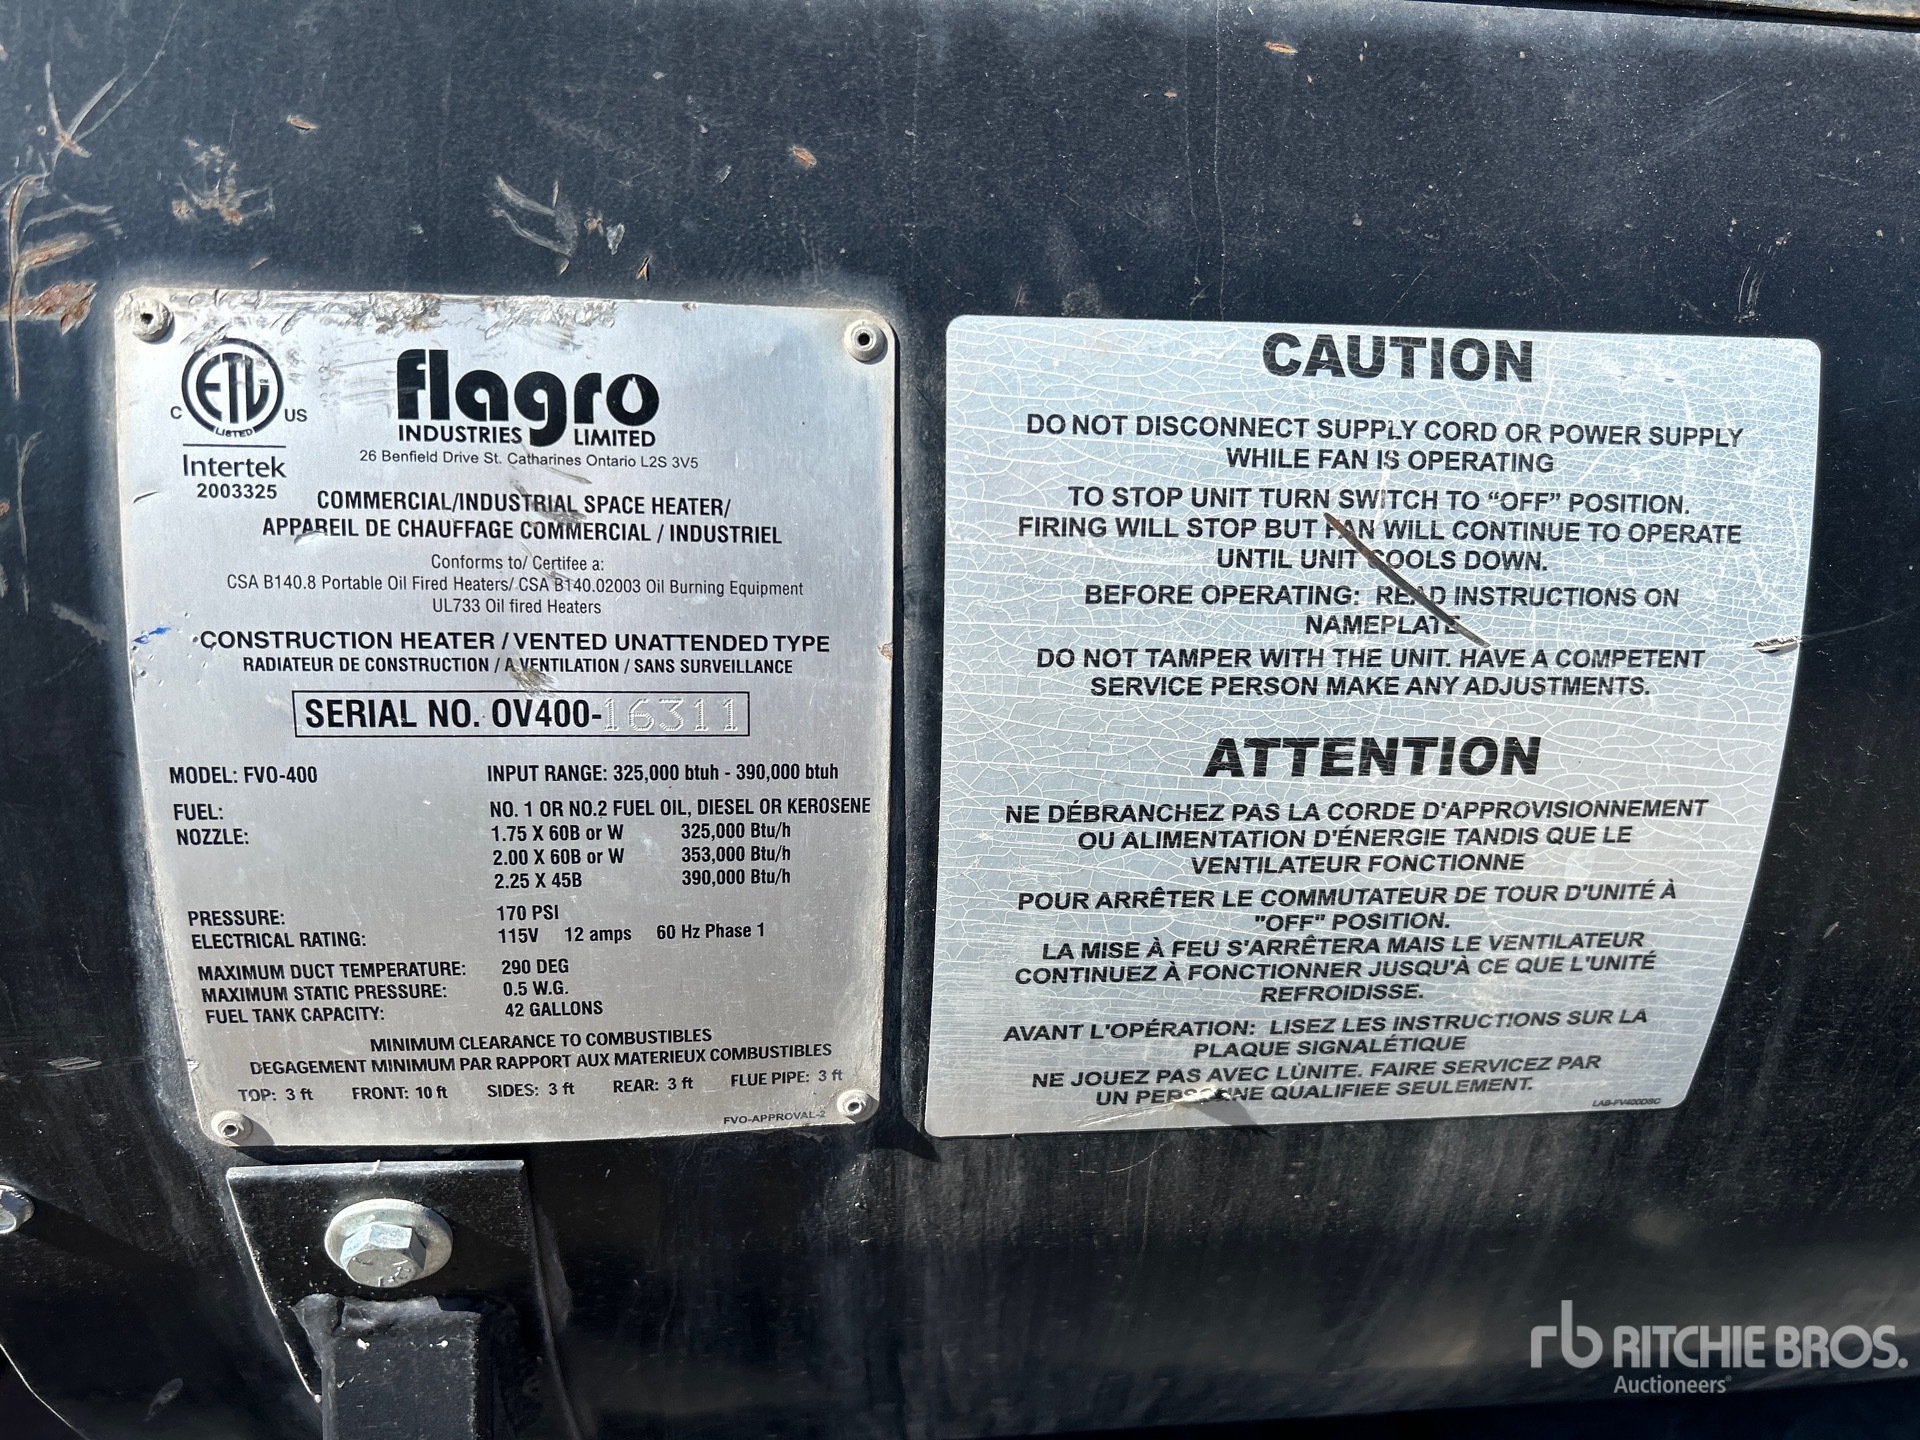 C ETL US
LISTED
Intertek
2003325
flagro
INDUSTRIES LIMITED
26 Benfield Drive St. Catharines Ontario L2S 3V5
COMMERCIAL/INDUSTRIAL SPACE HEATER/
APPAREIL DE CHAUFFAGE COMMERCIAL / INDUSTRIEL
Conforms to/ Certifee a:
CSA B140.8 Portable Oil Fired Heaters/ CSA B140.02003 Oil Burning Equipment
UL733 Oil fired Heaters
CONSTRUCTION HEATER / VENTED UNATTENDED TYPE
RADIATEUR DE CONSTRUCTION / A VENTILATION / SANS SURVEILLANCE
SERIAL NO. OV400-16311
MODEL: FVO-400 INPUT RANGE: 325,000 btuh - 390,000 btuh
FUEL: NO. 1 OR NO.2 FUEL OIL, DIESEL OR KEROSENE
NOZZLE: 1.75 X 60B or W 325,000 Btu/h
2.00 X 60B or W 353,000 Btu/h
2.25 X 45B 390,000 Btu/h
PRESSURE: 170 PSI
ELECTRICAL RATING: 115V 12 amps 60 Hz Phase 1
MAXIMUM DUCT TEMPERATURE: 290 DEG
MAXIMUM STATIC PRESSURE: 0.5 W.G.
FUEL TANK CAPACITY: 42 GALLONS
MINIMUM CLEARANCE TO COMBUSTIBLES
DEGAGEMENT MINIMUM PAR RAPPORT AUX MATERIEUX COMBUSTIBLES
TOP: 3 ft FRONT: 10 ft SIDES: 3 ft REAR: 3 ft FLUE PIPE: 3 ft
FVO-APPROVAL-2
CAUTION
DO NOT DISCONNECT SUPPLY CORD OR POWER SUPPLY
WHILE FAN IS OPERATING
TO STOP UNIT TURN SWITCH TO “OFF” POSITION.
FIRING WILL STOP BUT FAN WILL CONTINUE TO OPERATE
UNTIL UNIT COOLS DOWN.
BEFORE OPERATING: READ INSTRUCTIONS ON
NAMEPLATE
DO NOT TAMPER WITH THE UNIT. HAVE A COMPETENT
SERVICE PERSON MAKE ANY ADJUSTMENTS.
ATTENTION
NE DÉBRANCHEZ PAS LA CORDE D'APPROVISIONNEMENT
OU ALIMENTATION D'ÉNERGIE TANDIS QUE LE
VENTILATEUR FONCTIONNE
POUR ARRÊTER LE COMMUTATEUR DE TOUR D'UNITÉ À
"OFF" POSITION.
LA MISE À FEU S'ARRÊTERA MAIS LE VENTILATEUR
CONTINUEZ À FONCTIONNER JUSQU'À CE QUE L'UNITÉ
REFROIDISSE.
AVANT L'OPÉRATION: LISEZ LES INSTRUCTIONS SUR LA
PLAQUE SIGNALÉTIQUE
NE JOUEZ PAS AVEC LÙNITE. FAIRE SERVICEZ PAR
UN PERSONNE QUALIFIEE SEULEMENT.
LAB-FV400DSC
rb RITCHIE BROS.
Auctioneers